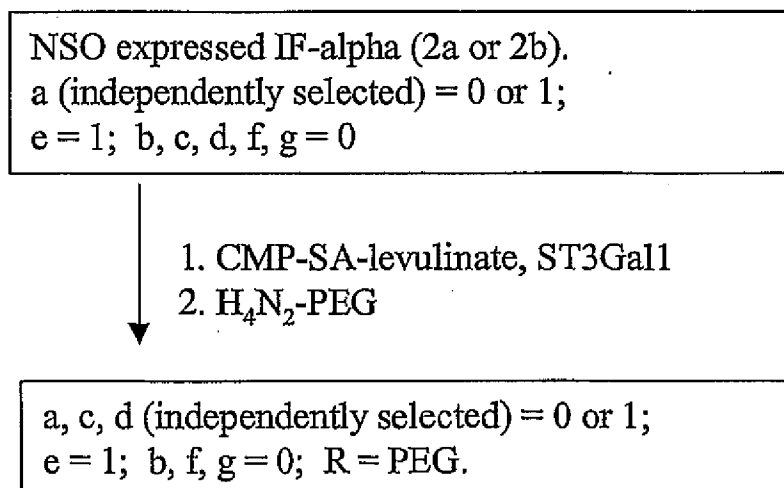 NSO expressed IF-alpha (2a or 2b).
a (independently selected) = 0 or 1;
e = 1; b, c, d, f, g = 0
1. CMP-SA-levulinate, ST3Gal1
2. H₄N₂-PEG
a, c, d (independently selected) = 0 or 1;
e = 1; b, f, g = 0; R = PEG.